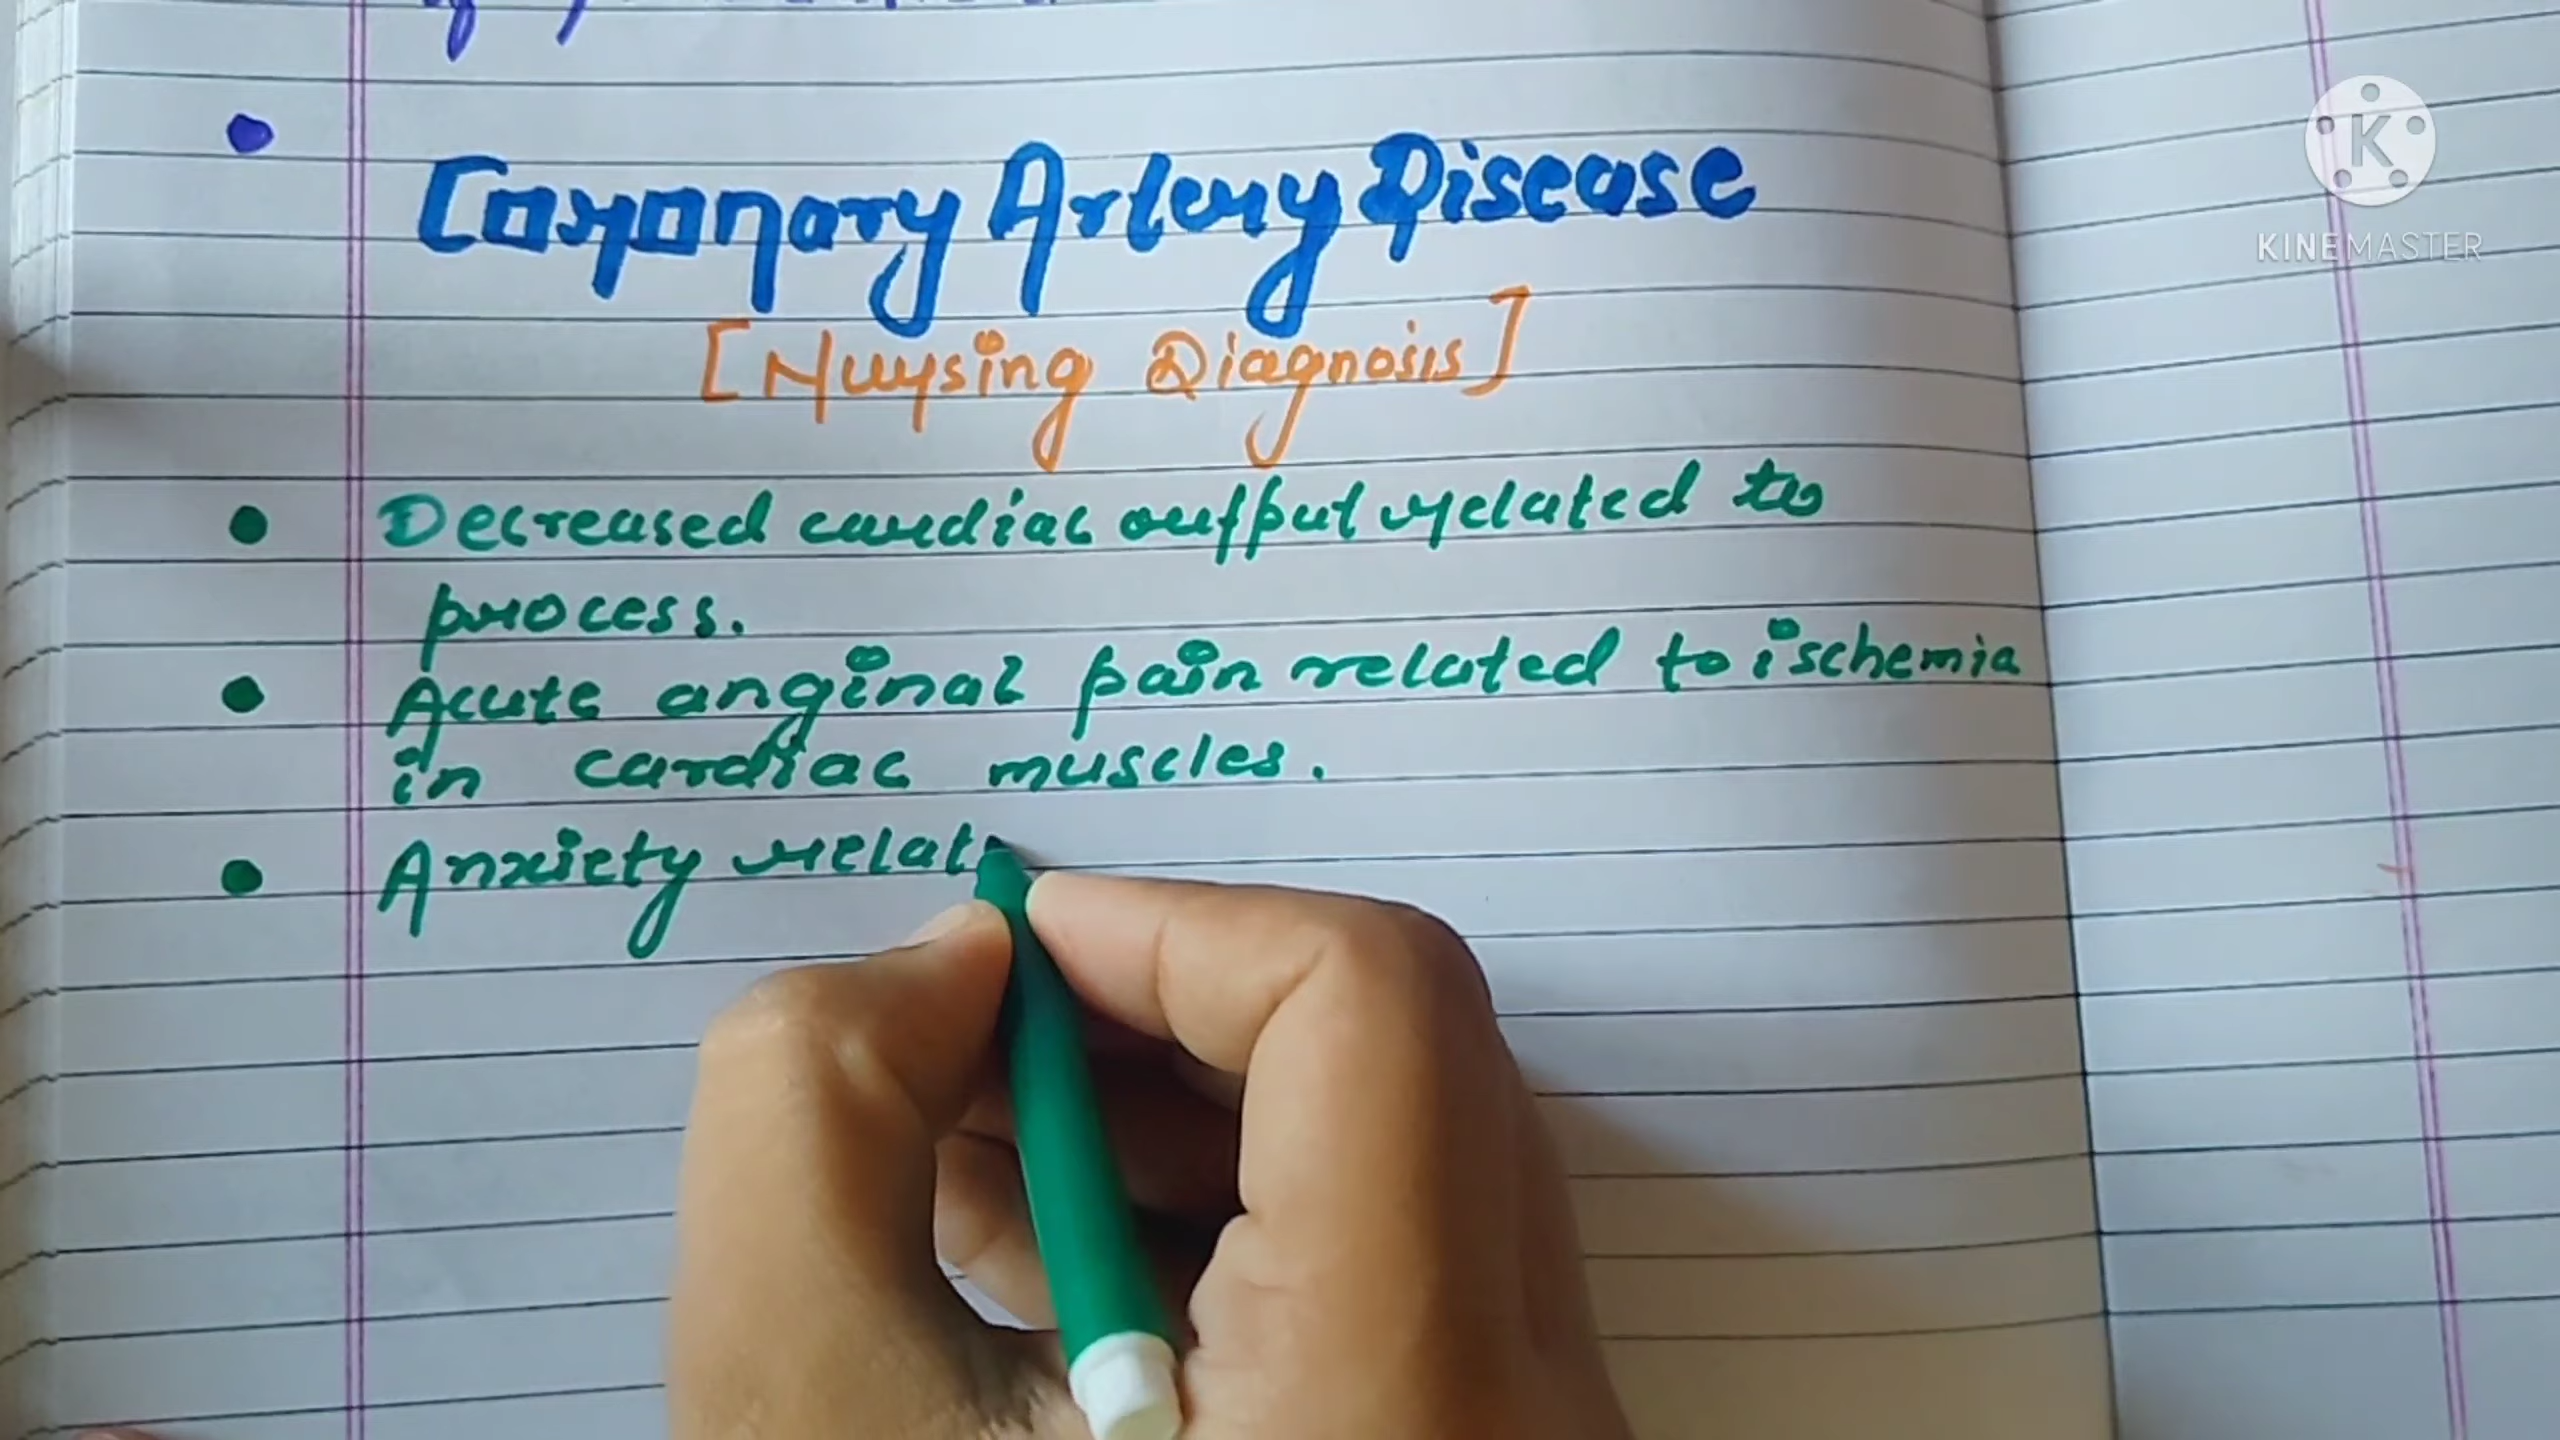 Coronary Artery Disease
[Nursing Diagnosis]
Decreased cardiac output related to
process.
Acute anginal pain related to ischemia
in cardiac muscles.
Anxiety relat
KINEMASTER